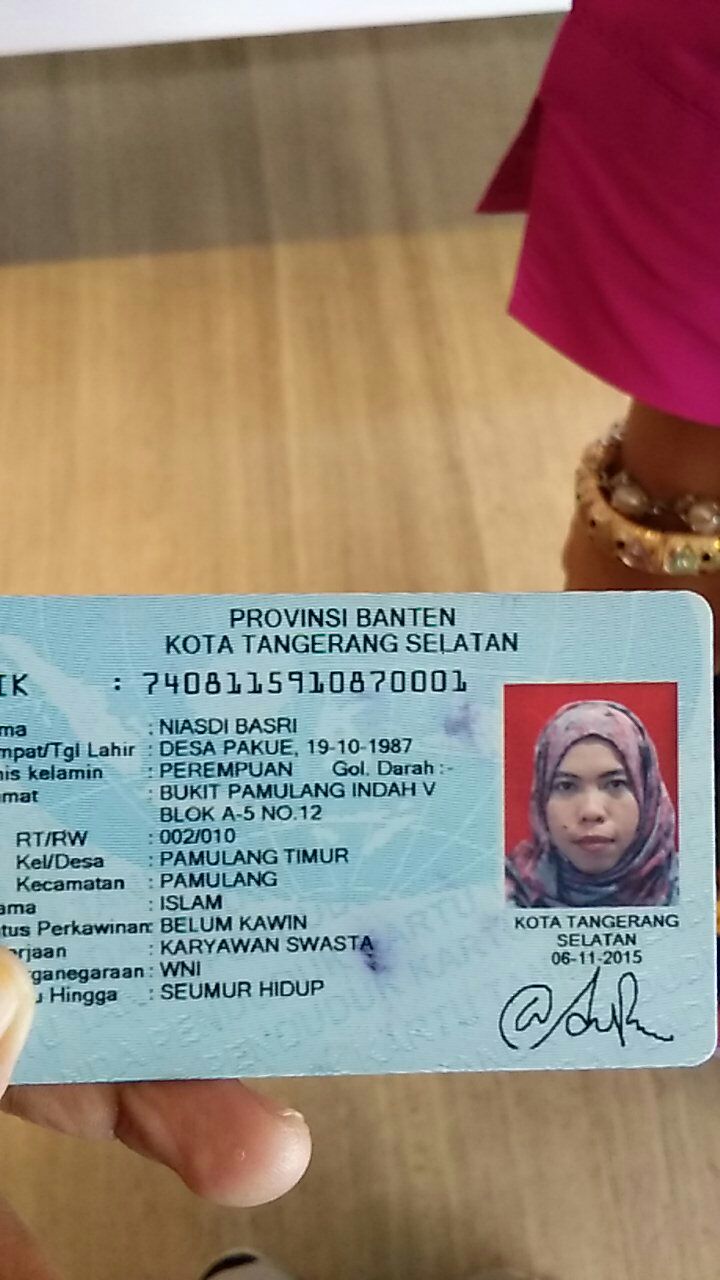 PROVINSI BANTEN
KOTA TANGERANG SELATAN
IK : 7408115910870001
ma : NIASDI BASRI
mpat/Tgl Lahir : DESA PAKUE, 19-10-1987
nis kelamin : PEREMPUAN Gol. Darah :-
mat : BUKIT PAMULANG INDAH V
BLOK A-5 NO.12
RT/RW : 002/010
Kel/Desa : PAMULANG TIMUR
Kecamatan : PAMULANG
ama : ISLAM
tus Perkawinan: BELUM KAWIN
erjaan : KARYAWAN SWASTA
rganegaraan : WNI
u Hingga : SEUMUR HIDUP
KOTA TANGERANG
SELATAN
06-11-2015